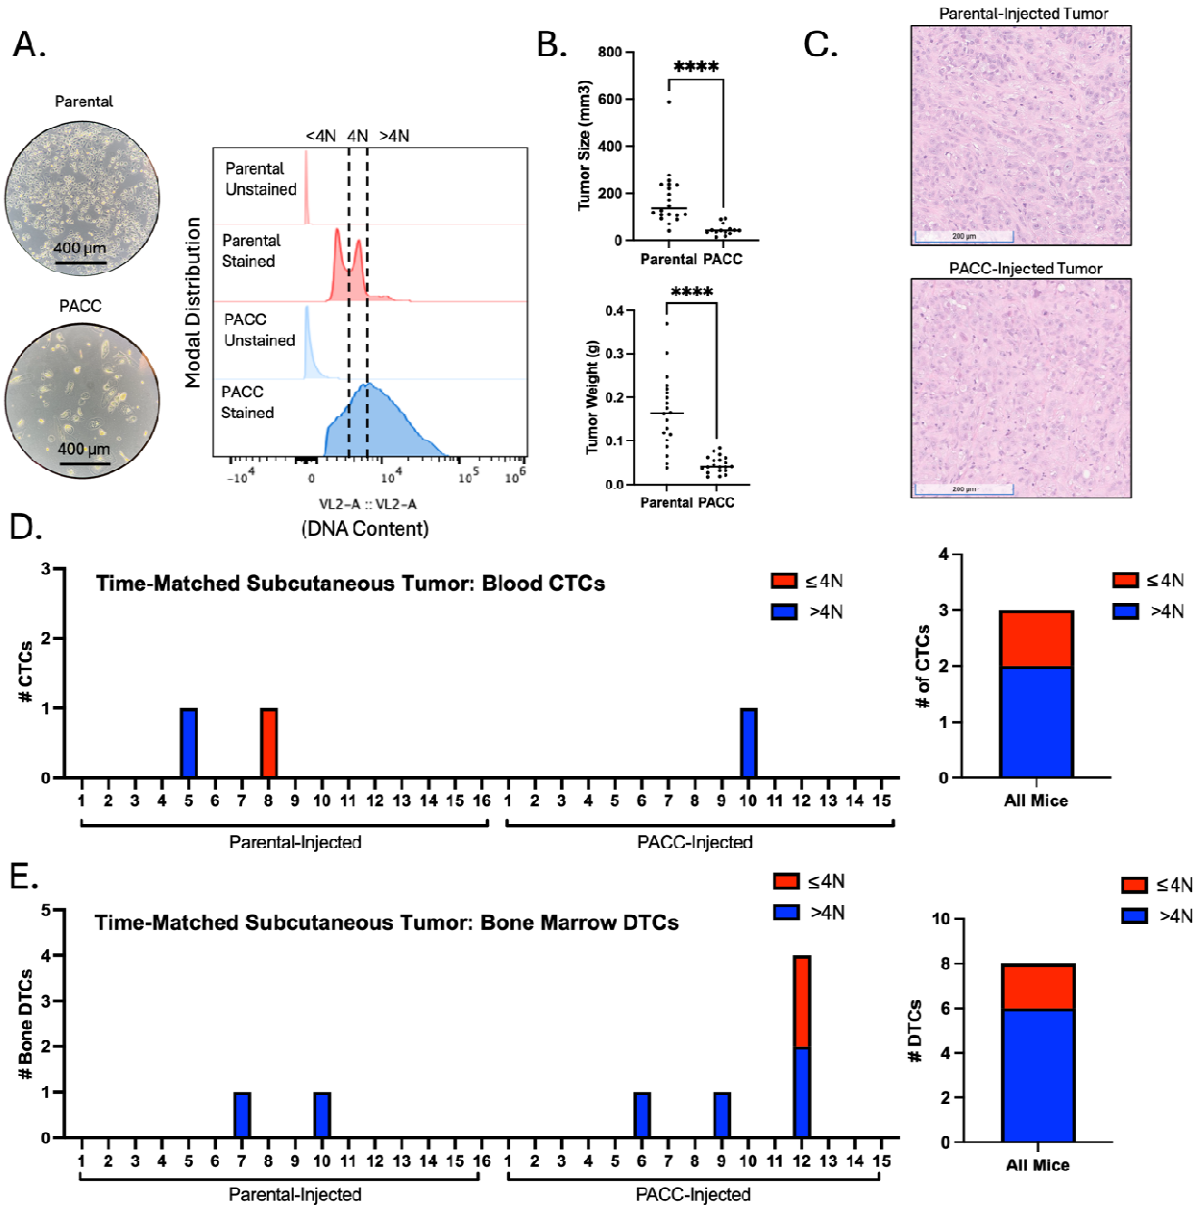 A.
Parental
400 µm
PACC
400 µm
<4N 4N >4N
Parental
Unstained
Parental
Stained
PACC
Unstained
PACC
Stained
Modal Distribution
-10⁴ 0 10⁴ 10⁵ 10⁶
VL2-A :: VL2-A
(DNA Content)
B.
800
600
400
200
0
Tumor Size (mm3)
****
Parental PACC
0.4
0.3
0.2
0.1
0.0
Tumor Weight (g)
****
Parental PACC
C.
Parental-Injected Tumor
200 µm
PACC-Injected Tumor
200 µm
D.
Time-Matched Subcutaneous Tumor: Blood CTCs
≤4N
>4N
3
2
1
0
# CTCs
1 2 3 4 5 6 7 8 9 10 11 12 13 14 15 16 1 2 3 4 5 6 7 8 9 10 11 12 13 14 15
Parental-Injected PACC-Injected
4
3
2
1
0
# of CTCs
All Mice
≤4N
>4N
E.
Time-Matched Subcutaneous Tumor: Bone Marrow DTCs
≤4N
>4N
5
4
3
2
1
0
# Bone DTCs
1 2 3 4 5 6 7 8 9 10 11 12 13 14 15 16 1 2 3 4 5 6 7 8 9 10 11 12 13 14 15
Parental-Injected PACC-Injected
10
8
6
4
2
0
# DTCs
All Mice
≤4N
>4N